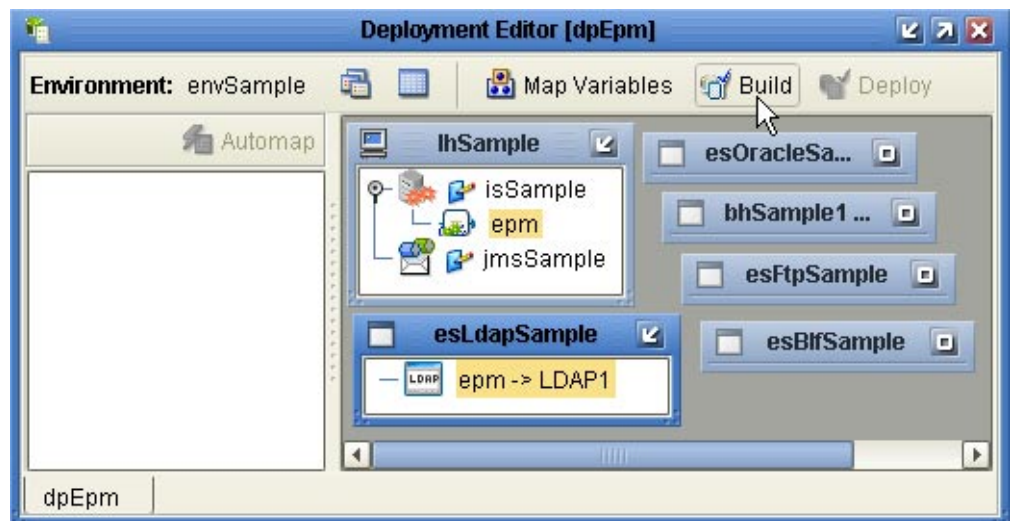 Deployment Editor [dpEpm]
Environment: envSample Map Variables Build Deploy
Automap
lhSample
isSample
epm
jmsSample
esOracleSa...
bhSample1 ...
esFtpSample
esBlfSample
esLdapSample
LDAP epm -> LDAP1
dpEpm